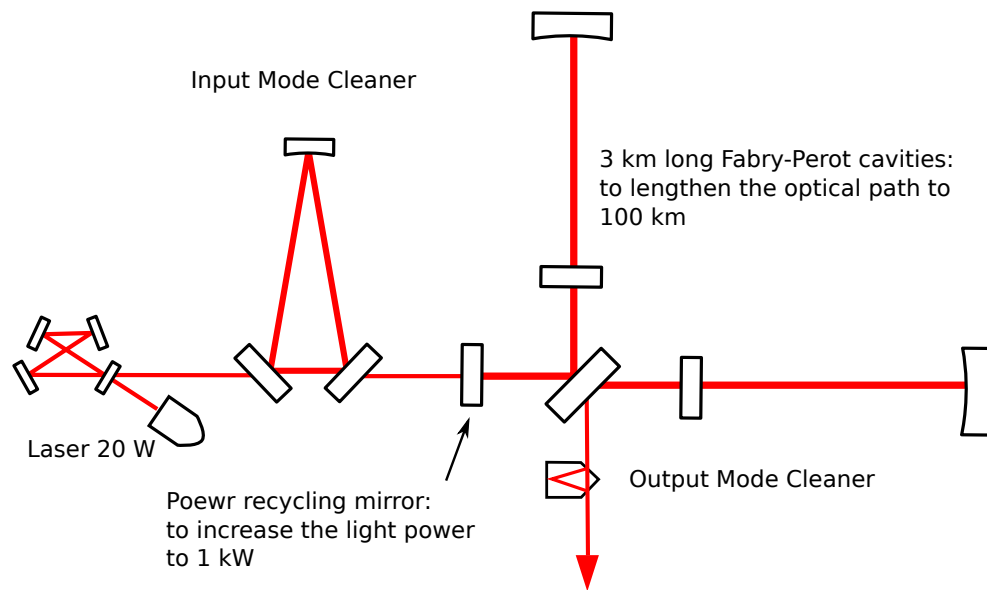 Input Mode Cleaner
3 km long Fabry-Perot cavities:
to lengthen the optical path to
100 km
Laser 20 W
Poewr recycling mirror:
to increase the light power
to 1 kW
Output Mode Cleaner